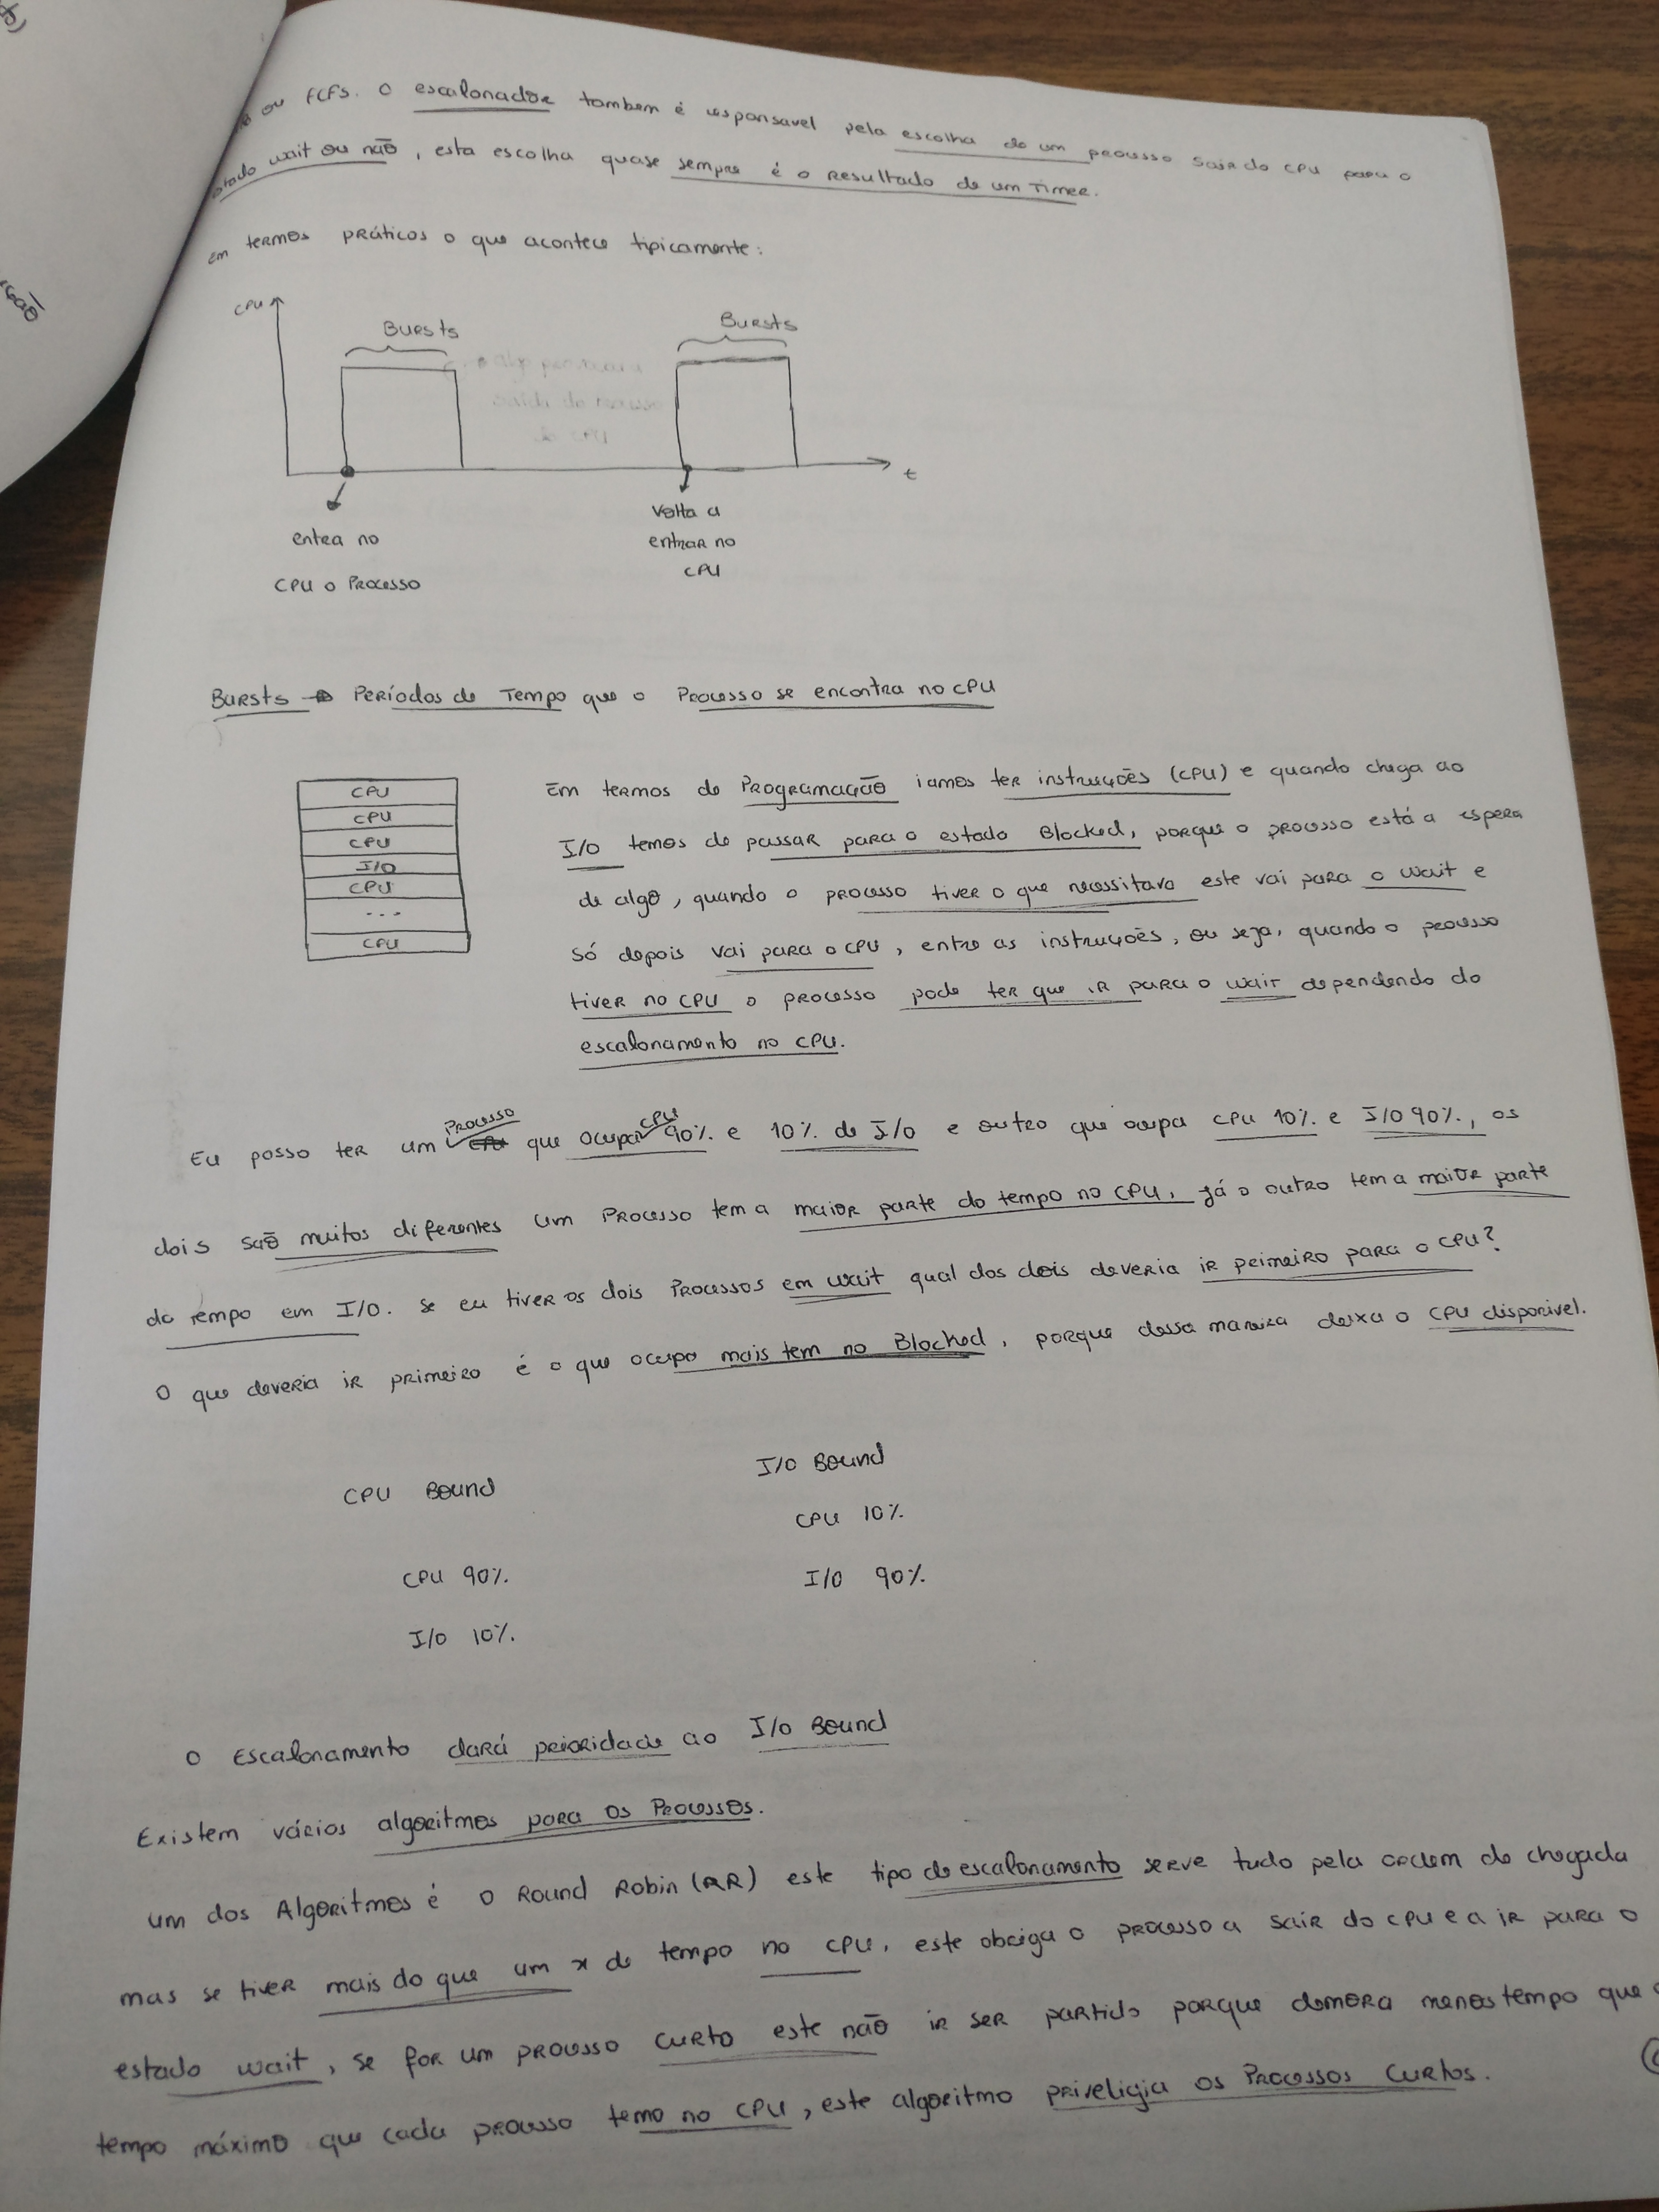 ou FCFS. O escalonador tambem é responsavel pela escolha de um processo sair do CPU para o
estado wait ou não, esta escolha quase sempre é o resultado de um Timer.
Em termos práticos o que acontece tipicamente:
CPU
Bursts
Bursts
algo
saida do processo
do CPU
t
entra no
CPU o Processo
Volta a
entrar no
CPU
Bursts → Períodos de Tempo que o Processo se encontra no CPU
CPU
CPU
CPU
I/O
CPU
...
CPU
Em termos de Programação iamos ter instruções (CPU) e quando chega ao
I/O temos de passar para o estado Blocked, porque o processo está a espera
de algo, quando o processo tiver o que necessitava este vai para o wait e
só depois vai para o CPU, entre as instruções, ou seja, quando o processo
tiver no CPU o processo pode ter que ir para o wait dependendo do
escalonamento no CPU.
Eu posso ter um Processo que ocupa CPU 90% e 10% de I/O e outro que ocupa CPU 10% e I/O 90%, os
dois são muitos diferentes um Processo tem a maior parte do tempo no CPU, já o outro tem a maior parte
do tempo em I/O. Se eu tiver os dois Processos em wait qual dos dois deveria ir primeiro para o CPU?
O que deveria ir primeiro é o que ocupa mais tem no Blocked, porque dessa maneira deixa o CPU disponivel.
CPU Bound
I/O Bound
CPU 10%
CPU 90%
I/O 90%
I/O 10%
O Escalonamento dará prioridade ao I/O Bound
Existem vários algoritmos para os Processos.
um dos Algoritmos é o Round Robin (RR) este tipo de escalonamento serve tudo pela ordem de chegada
mas se tiver mais do que um x de tempo no CPU, este obriga o processo a sair do CPU e a ir para o
estado wait, se for um processo curto este não ir ser partido porque demora menos tempo que o
tempo máximo que cada processo temo no CPU, este algoritmo priveligia os Processos Curtos.